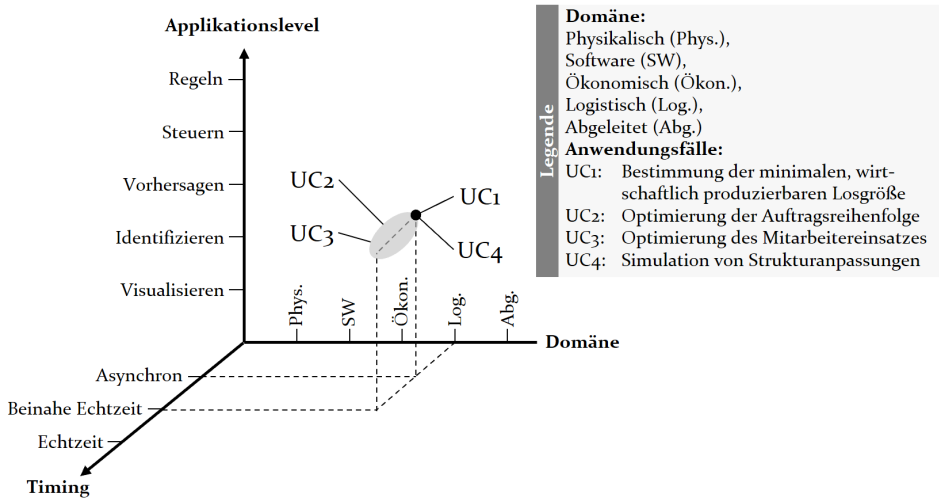 Applikationslevel
Regeln
Steuern
Vorhersagen
Identifizieren
Visualisieren
UC2
UC1
UC3
UC4
Phys.
SW
Ökon.
Log.
Abg.
Domäne
Asynchron
Beinahe Echtzeit
Echtzeit
Timing
Legende
Domäne:
Physikalisch (Phys.),
Software (SW),
Ökonomisch (Ökon.),
Logistisch (Log.),
Abgeleitet (Abg.)
Anwendungsfälle:
UC1: Bestimmung der minimalen, wirt-
schaftlich produzierbaren Losgröße
UC2: Optimierung der Auftragsreihenfolge
UC3: Optimierung des Mitarbeitereinsatzes
UC4: Simulation von Strukturanpassungen